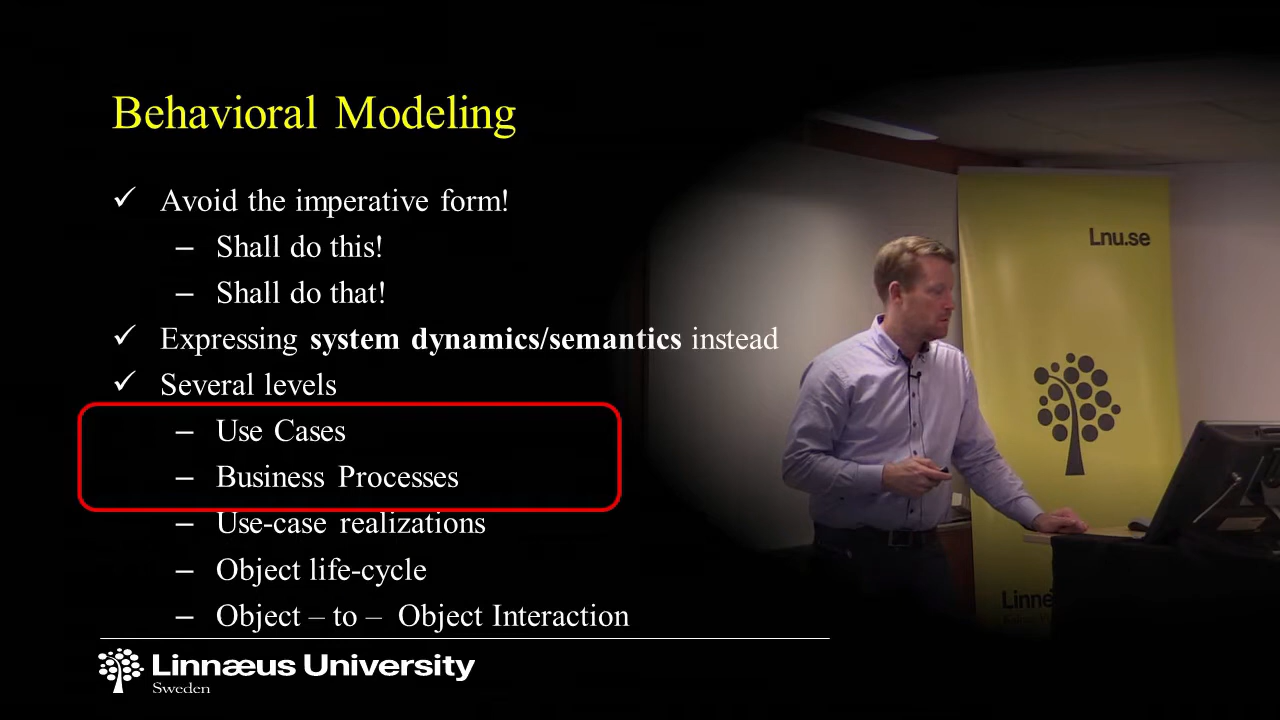 Behavioral Modeling
✓ Avoid the imperative form!
– Shall do this!
– Shall do that!
✓ Expressing system dynamics/semantics instead
✓ Several levels
– Use Cases
– Business Processes
– Use-case realizations
– Object life-cycle
– Object – to – Object Interaction
Linnæus University
Sweden
Lnu.se